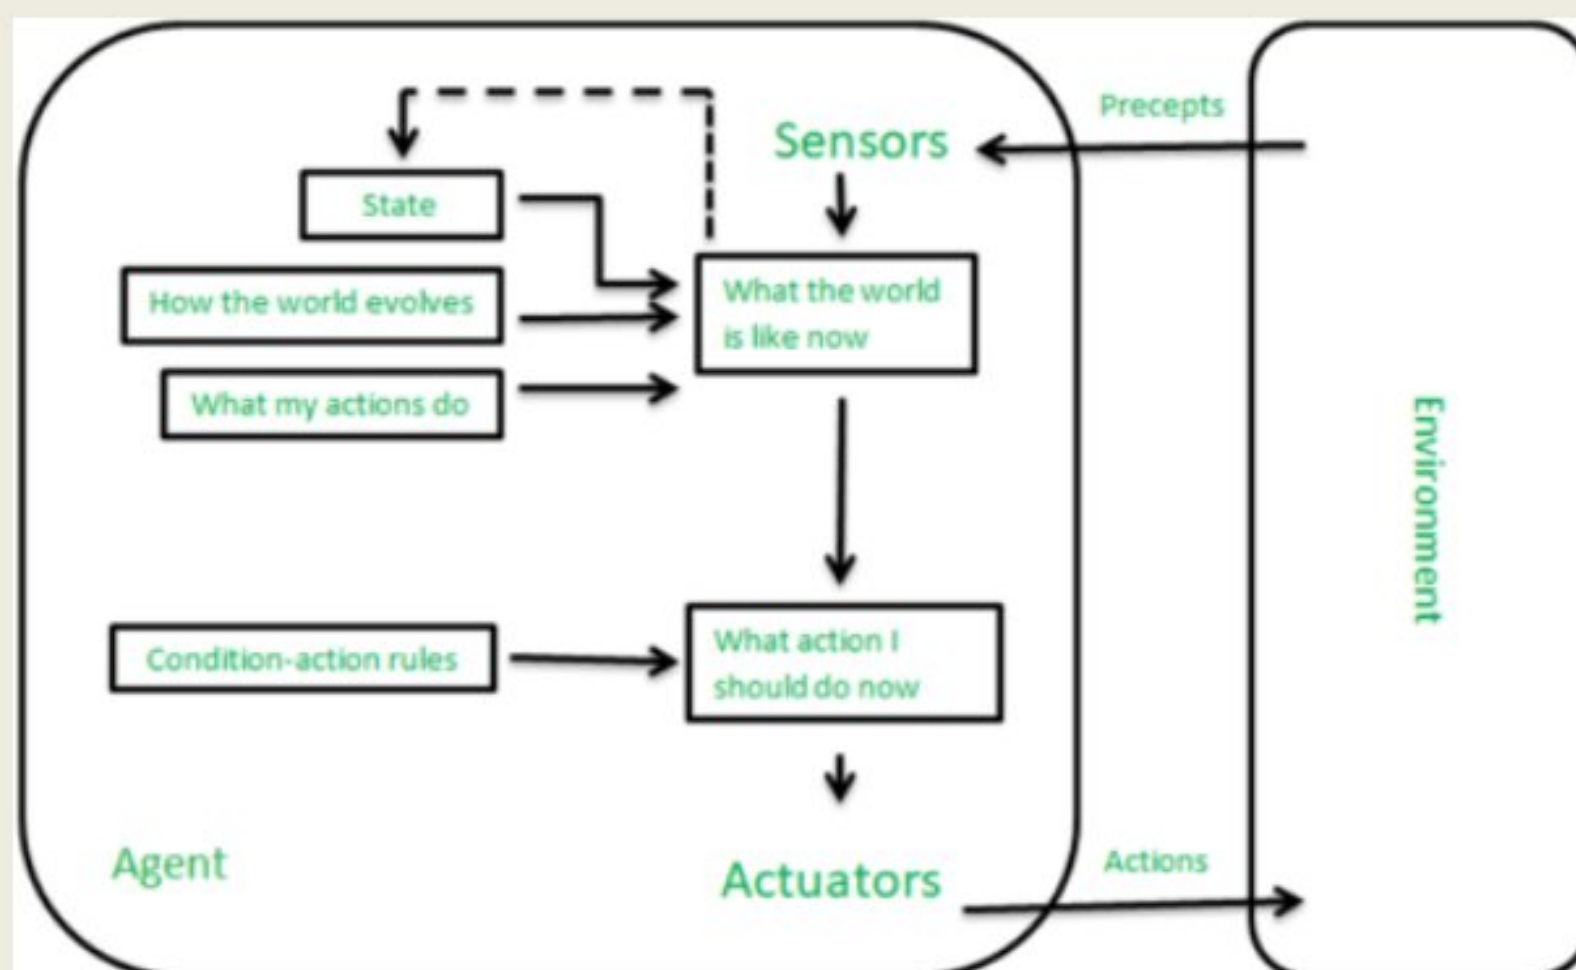 Precepts
Sensors
State
How the world evolves
What the world
is like now
What my actions do
Environment
Condition-action rules
What action I
should do now
Agent
Actuators
Actions